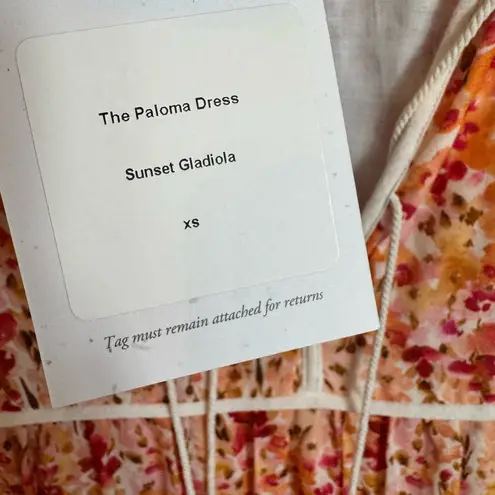 The Paloma Dress
Sunset Gladiola
xs
Tag must remain attached for returns